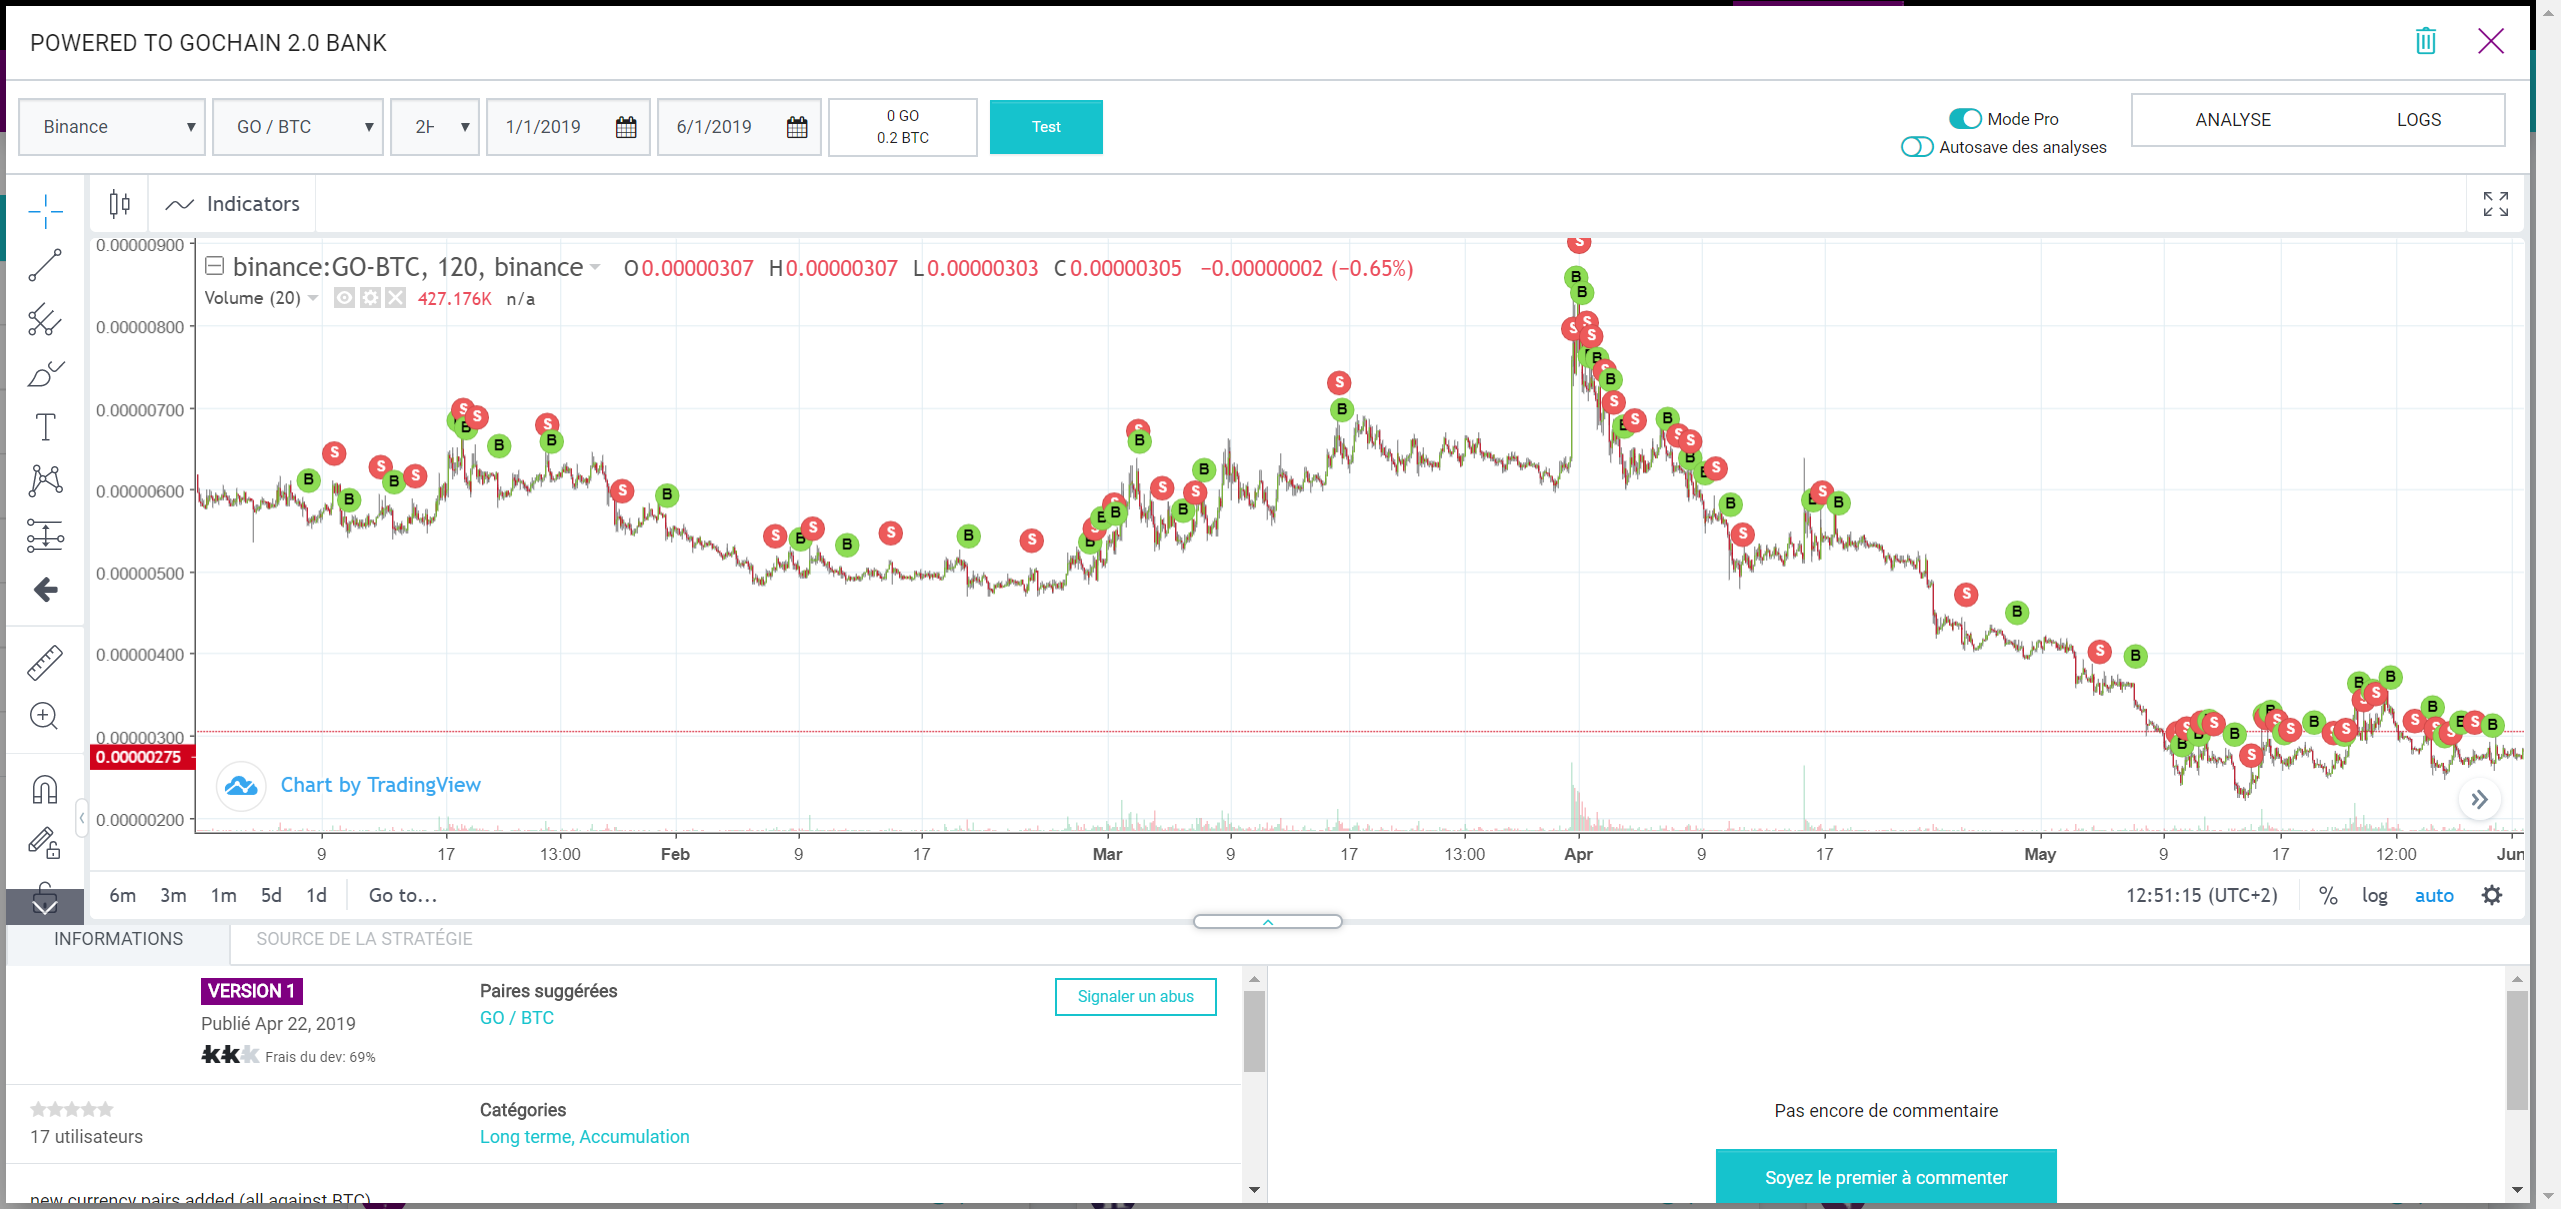 POWERED TO GOCHAIN 2.0 BANK
Binance
GO / BTC
1/1/2019
6/1/2019
0 GO
0.2 BTC
Test
Mode Pro
Autosave des analyses
ANALYSE
LOGS
Indicators
0.00000900
binance:GO-BTC, 120, binance O0.00000307 H0.00000307 L0.00000303 C0.00000305 −0.00000002 (−0.65%)
Volume (20) 427.176K n/a
0.00000800
0.00000700
0.00000600
0.00000500
0.00000400
0.00000300
0.00000275
0.00000200
Chart by TradingView
9 17 13:00 Feb 9 17 Mar 9 17 13:00 Apr 9 17 May 9 17 12:00 Jun
6m 3m 1m 5d 1d Go to...
12:51:15 (UTC+2) % log auto
INFORMATIONS
SOURCE DE LA STRATÉGIE
VERSION 1
Publié Apr 22, 2019
Frais du dev: 69%
Paires suggérées
GO / BTC
Signaler un abus
17 utilisateurs
Catégories
Long terme, Accumulation
new currency pairs added (all against BTC)
Pas encore de commentaire
Soyez le premier à commenter